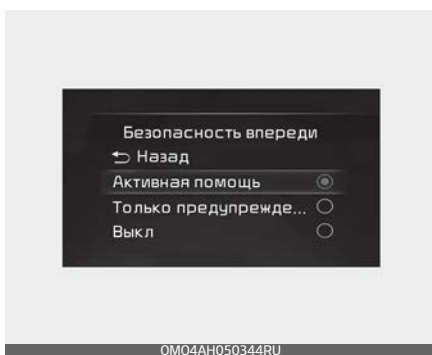 Безопасность впереди
Назад
Активная помощь
Только предупрежде...
Выкл
OMO4AH050344RU